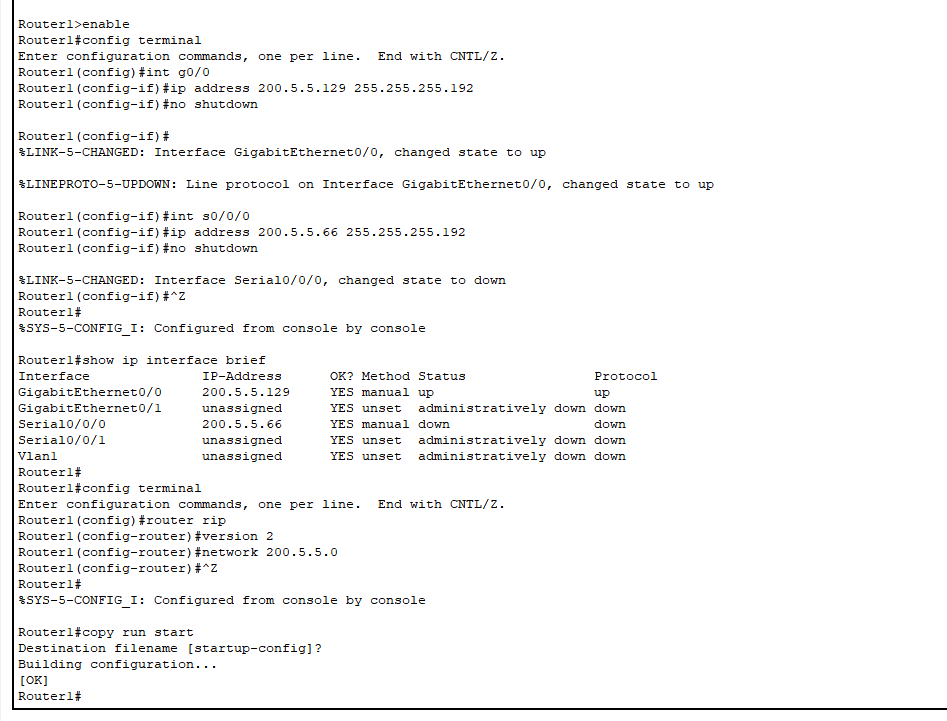 Router1>enable
Router1#config terminal
Enter configuration commands, one per line.  End with CNTL/Z.
Router1(config)#int g0/0
Router1(config-if)#ip address 200.5.5.129 255.255.255.192
Router1(config-if)#no shutdown
Router1(config-if)#
%LINK-5-CHANGED: Interface GigabitEthernet0/0, changed state to up
%LINEPROTO-5-UPDOWN: Line protocol on Interface GigabitEthernet0/0, changed state to up
Router1(config-if)#int s0/0/0
Router1(config-if)#ip address 200.5.5.66 255.255.255.192
Router1(config-if)#no shutdown
%LINK-5-CHANGED: Interface Serial0/0/0, changed state to down
Router1(config-if)#^Z
Router1#
%SYS-5-CONFIG_I: Configured from console by console
Router1#show ip interface brief
Interface              IP-Address      OK? Method Status                Protocol
GigabitEthernet0/0     200.5.5.129     YES manual up                    up
GigabitEthernet0/1     unassigned      YES unset  administratively down down
Serial0/0/0            200.5.5.66      YES manual down                  down
Serial0/0/1            unassigned      YES unset  administratively down down
Vlan1                  unassigned      YES unset  administratively down down
Router1#
Router1#config terminal
Enter configuration commands, one per line.  End with CNTL/Z.
Router1(config)#router rip
Router1(config-router)#version 2
Router1(config-router)#network 200.5.5.0
Router1(config-router)#^Z
Router1#
%SYS-5-CONFIG_I: Configured from console by console
Router1#copy run start
Destination filename [startup-config]?
Building configuration...
[OK]
Router1#